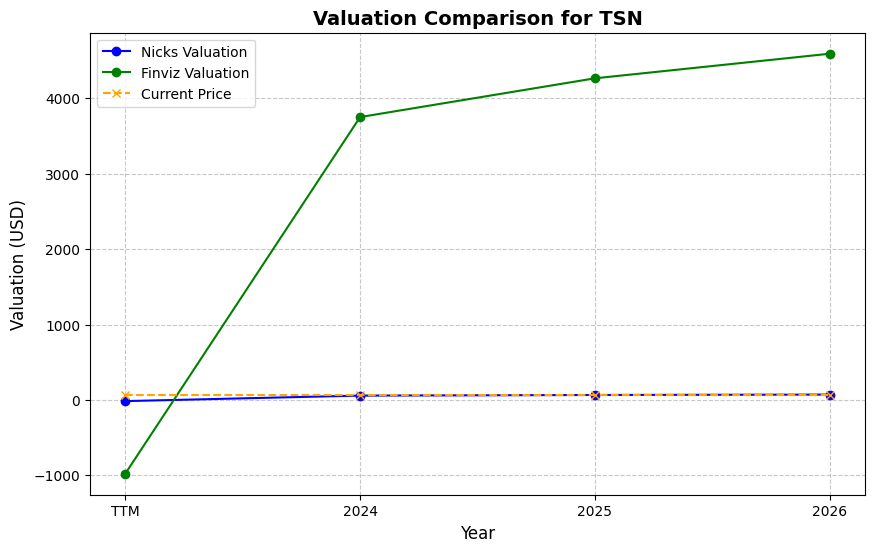 Valuation Comparison for TSN
Nicks Valuation
Finviz Valuation
Current Price
Valuation (USD)
4000
3000
2000
1000
0
−1000
TTM
2024
2025
2026
Year